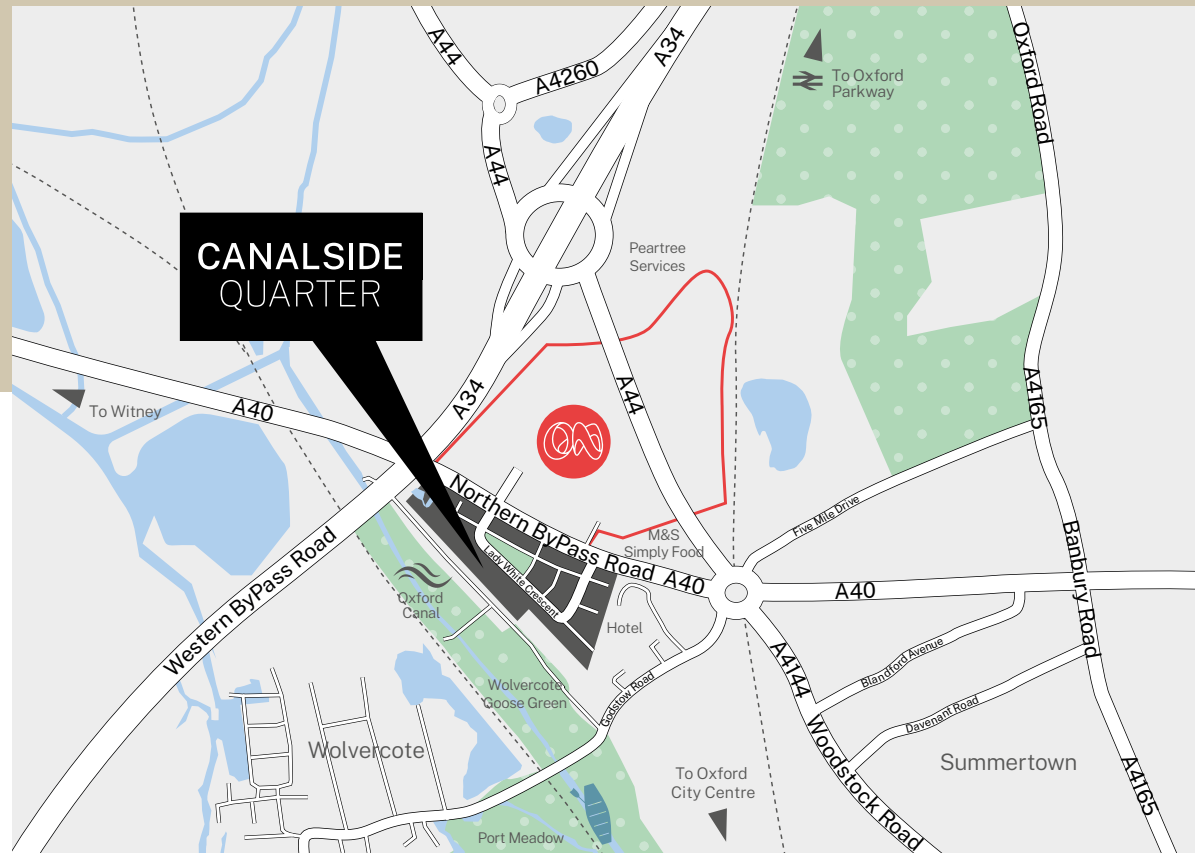 A44
A4260
A34
Oxford Road
To Oxford
Parkway
A44
CANALSIDE
QUARTER
Peartree
Services
To Witney
A40
A34
A44
A4165
Northern ByPass Road A40
M&S
Simply Food
Five Mile Drive
Lady White Crescent
Western ByPass Road
Oxford
Canal
Hotel
A40
Banbury Road
Blandford Avenue
A4144
Wolvercote
Goose Green
Godstow Road
Davenant Road
Wolvercote
Woodstock Road
Summertown
To Oxford
City Centre
A4165
Port Meadow